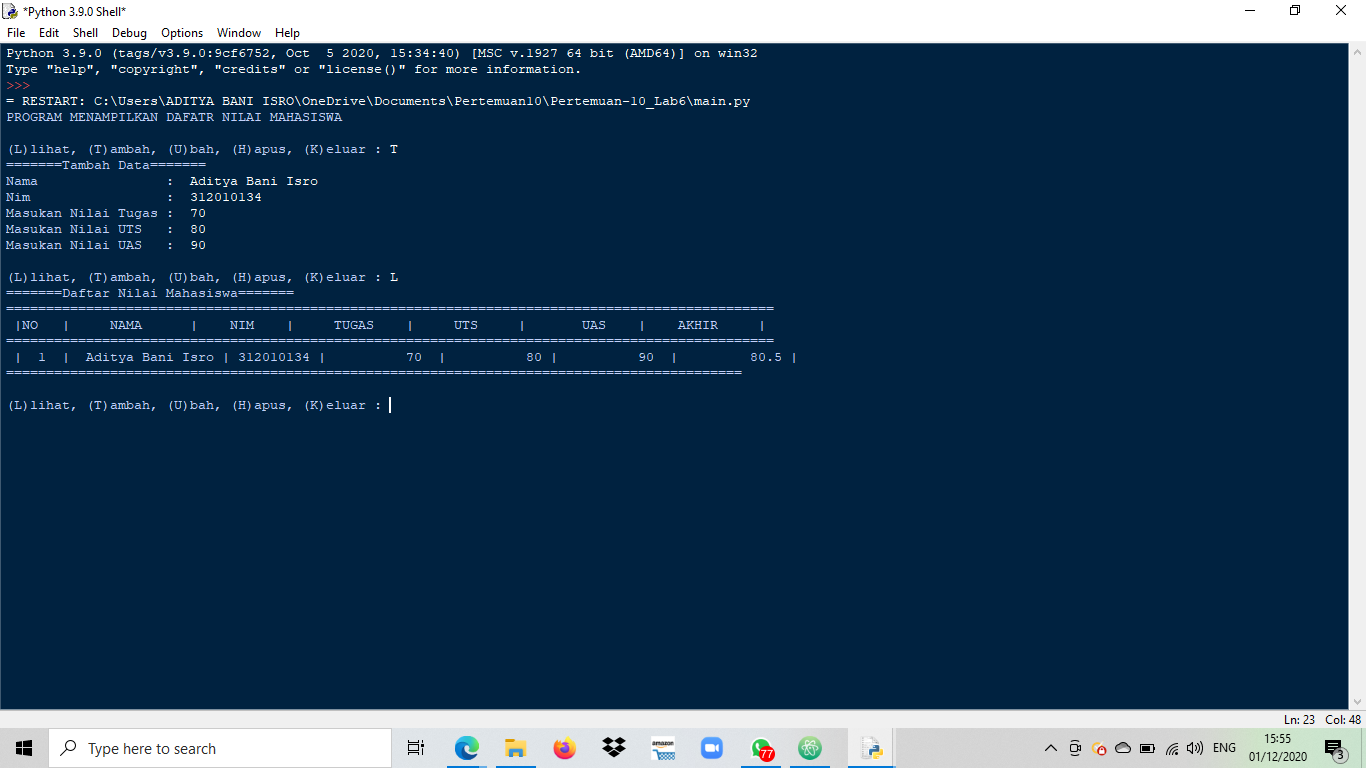 *Python 3.9.0 Shell*
File Edit Shell Debug Options Window Help
Python 3.9.0 (tags/v3.9.0:9cf6752, Oct  5 2020, 15:34:40) [MSC v.1927 64 bit (AMD64)] on win32
Type "help", "copyright", "credits" or "license()" for more information.
>>>
= RESTART: C:\Users\ADITYA BANI ISRO\OneDrive\Documents\Pertemuan10\Pertemuan-10_Lab6\main.py
PROGRAM MENAMPILKAN DAFATR NILAI MAHASISWA
(L)lihat, (T)ambah, (U)bah, (H)apus, (K)eluar : T
=======Tambah Data=======
Nama                :  Aditya Bani Isro
Nim                 :  312010134
Masukan Nilai Tugas :  70
Masukan Nilai UTS   :  80
Masukan Nilai UAS   :  90
(L)lihat, (T)ambah, (U)bah, (H)apus, (K)eluar : L
=======Daftar Nilai Mahasiswa=======
================================================================================================
|NO   |     NAMA      |    NIM    |     TUGAS    |     UTS     |       UAS    |    AKHIR     |
================================================================================================
|  1  |  Aditya Bani Isro | 312010134 |          70  |          80 |          90  |         80.5 |
============================================================================================
(L)lihat, (T)ambah, (U)bah, (H)apus, (K)eluar :
Ln: 23 Col: 48
Type here to search
amazon
77
ENG
15:55
01/12/2020
3